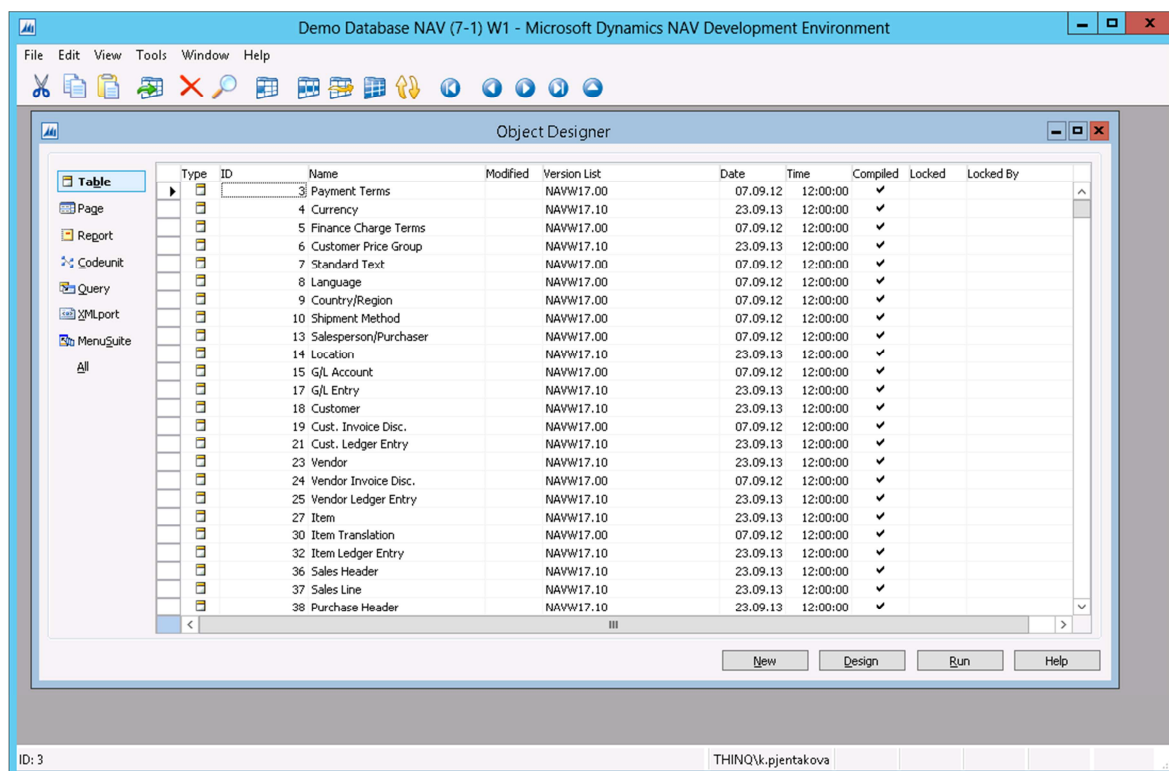 Demo Database NAV (7-1) W1 - Microsoft Dynamics NAV Development Environment
File Edit View Tools Window Help
Object Designer
Type ID Name Modified Version List Date Time Compiled Locked Locked By
Table
Page
Report
Codeunit
Query
XMLport
MenuSuite
All
3 Payment Terms NAVW17.00 07.09.12 12:00:00
4 Currency NAVW17.10 23.09.13 12:00:00
5 Finance Charge Terms NAVW17.00 07.09.12 12:00:00
6 Customer Price Group NAVW17.10 23.09.13 12:00:00
7 Standard Text NAVW17.00 07.09.12 12:00:00
8 Language NAVW17.00 07.09.12 12:00:00
9 Country/Region NAVW17.00 07.09.12 12:00:00
10 Shipment Method NAVW17.00 07.09.12 12:00:00
13 Salesperson/Purchaser NAVW17.00 07.09.12 12:00:00
14 Location NAVW17.10 23.09.13 12:00:00
15 G/L Account NAVW17.00 07.09.12 12:00:00
17 G/L Entry NAVW17.10 23.09.13 12:00:00
18 Customer NAVW17.10 23.09.13 12:00:00
19 Cust. Invoice Disc. NAVW17.00 07.09.12 12:00:00
21 Cust. Ledger Entry NAVW17.10 23.09.13 12:00:00
23 Vendor NAVW17.10 23.09.13 12:00:00
24 Vendor Invoice Disc. NAVW17.00 07.09.12 12:00:00
25 Vendor Ledger Entry NAVW17.10 23.09.13 12:00:00
27 Item NAVW17.10 23.09.13 12:00:00
30 Item Translation NAVW17.00 07.09.12 12:00:00
32 Item Ledger Entry NAVW17.10 23.09.13 12:00:00
36 Sales Header NAVW17.10 23.09.13 12:00:00
37 Sales Line NAVW17.10 23.09.13 12:00:00
38 Purchase Header NAVW17.10 23.09.13 12:00:00
New Design Run Help
ID: 3 THINQ\k.pjentakova